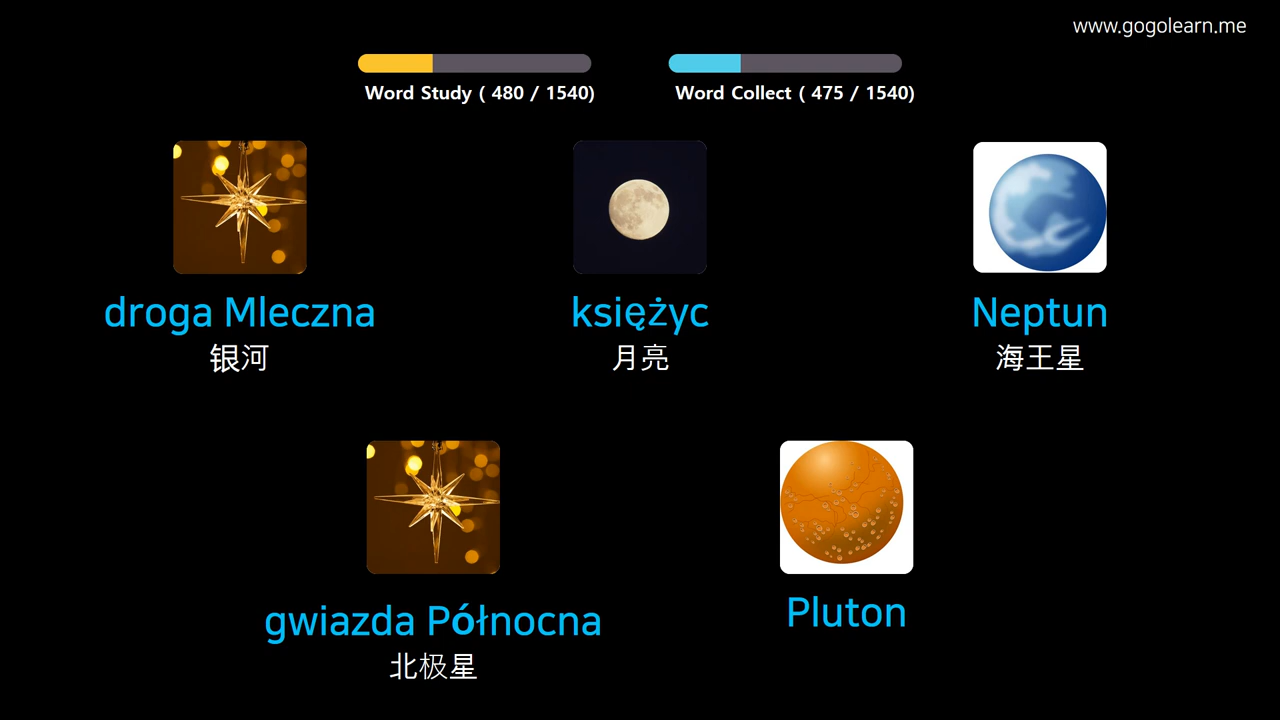 www.gogolearn.me
Word Study ( 480 / 1540)
Word Collect ( 475 / 1540)
droga Mleczna
银河
księżyc
月亮
Neptun
海王星
gwiazda Północna
北极星
Pluton